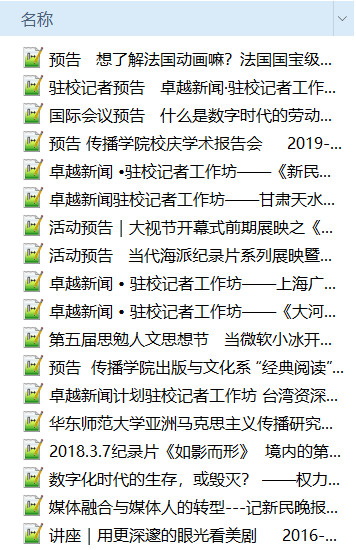 名称
预告　想了解法国动画嘛？法国国宝级...
驻校记者预告　卓越新闻·驻校记者工作...
国际会议预告　什么是数字时代的劳动...
预告 传播学院校庆学术报告会　 2019-...
卓越新闻 •驻校记者工作坊——《新民...
卓越新闻驻校记者工作坊——甘肃天水...
活动预告 | 大视节开幕式前期展映之《...
活动预告　当代海派纪录片系列展映暨...
卓越新闻 • 驻校记者工作坊——上海广...
卓越新闻 • 驻校记者工作坊——《大河...
第五届思勉人文思想节　当微软小冰开...
预告  传播学院出版与文化系 “经典阅读”...
卓越新闻计划驻校记者工作坊 台湾资深...
华东师范大学亚洲马克思主义传播研究...
2018.3.7纪录片《如影而形》  境内的第...
数字化时代的生存，或毁灭？ ——权力...
媒体融合与媒体人的转型---记新民晚报...
讲座 | 用更深邃的眼光看美剧　 2016-...